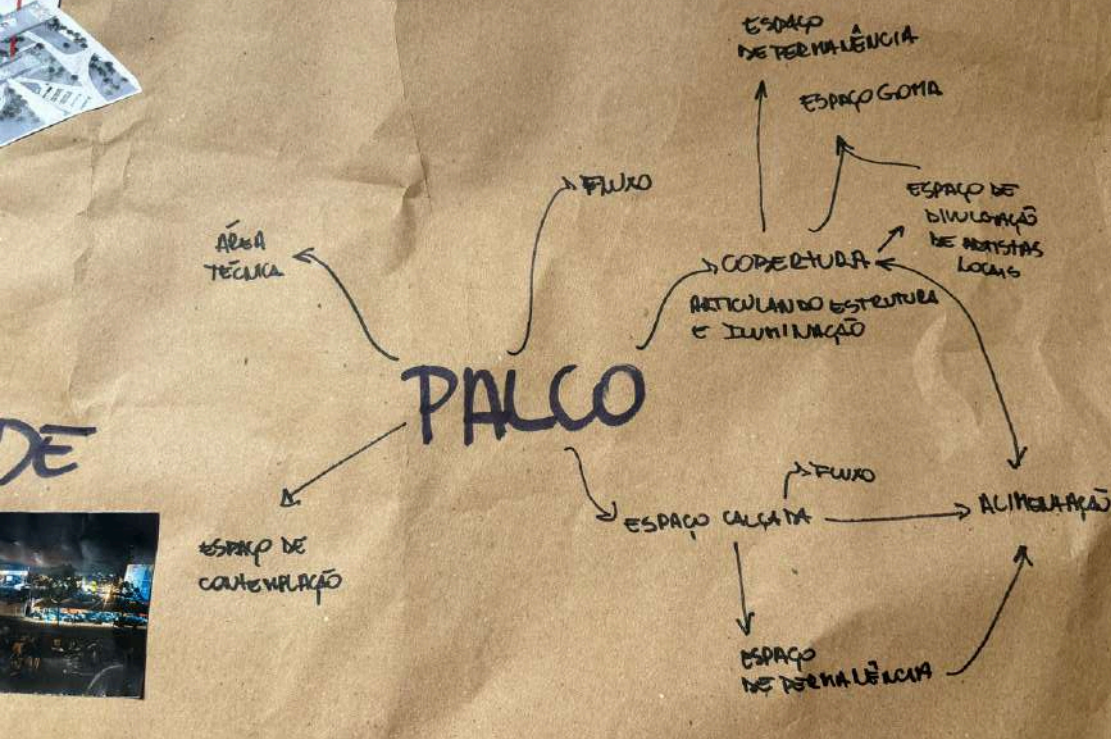 ESPAÇO
DE PERMANÊNCIA
ESPAÇO GOMA
FLUXO
ESPAÇO DE
DIVULGAÇÃO
DE ARTISTAS
LOCAIS
ÁREA
TÉCNICA
COBERTURA
ARTICULANDO ESTRUTURA
E ILUMINAÇÃO
PALCO
DE
FLUXO
ESPAÇO CALÇADA
ALIMENTAÇÃO
ESPAÇO DE
CONTEMPLAÇÃO
ESPAÇO
DE PERMANÊNCIA